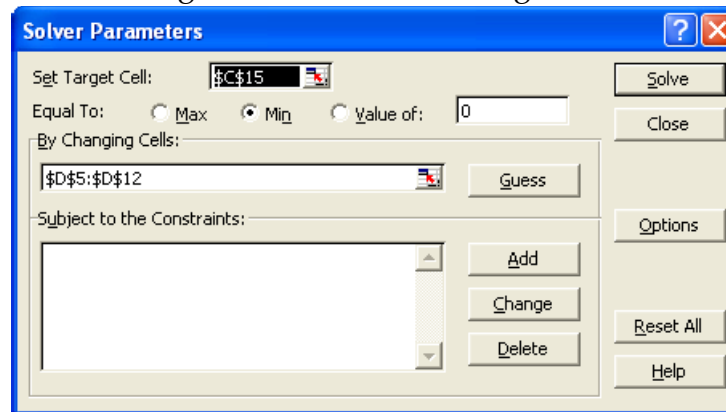 Solver Parameters
Set Target Cell: $C$15 Solve
Equal To: Max Min Value of: 0 Close
By Changing Cells:
$D$5:$D$12 Guess
Subject to the Constraints: Options
Add
Change
Reset All
Delete
Help